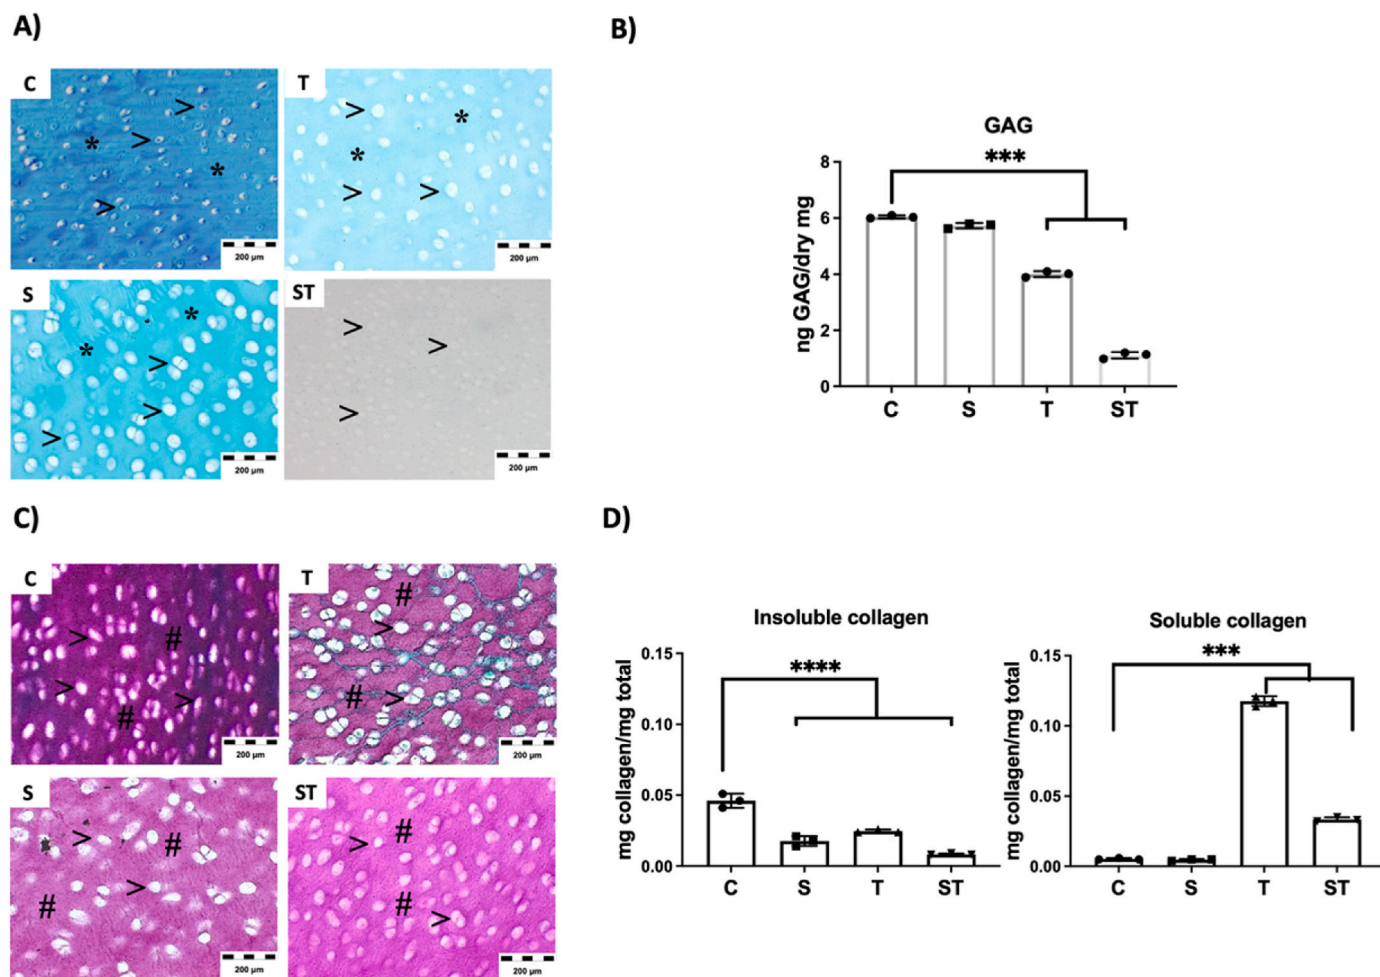 A)
B)
C
>
>
>
*
*
200 µm
T
>
>
>
*
*
200 µm
S
*
*
>
>
>
200 µm
ST
>
>
>
200 µm
GAG
***
ng GAG/dry mg
8
6
4
2
0
C S T ST
C)
D)
C
>
>
>
#
#
200 µm
T
#
>
#
>
200 µm
S
>
#
>
#
200 µm
ST
>
#
#
>
200 µm
Insoluble collagen
****
mg collagen/mg total
0.15
0.10
0.05
0.00
C S T ST
Soluble collagen
***
mg collagen/mg total
0.15
0.10
0.05
0.00
C S T ST